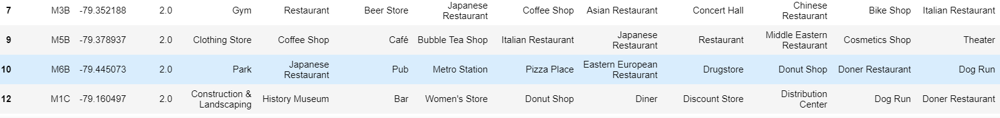 7 M3B -79.352188 2.0 Gym Restaurant Beer Store Japanese Restaurant Coffee Shop Asian Restaurant Concert Hall Chinese Restaurant Bike Shop Italian Restaurant
9 M5B -79.378937 2.0 Clothing Store Coffee Shop Café Bubble Tea Shop Italian Restaurant Japanese Restaurant Restaurant Middle Eastern Restaurant Cosmetics Shop Theater
10 M6B -79.445073 2.0 Park Japanese Restaurant Pub Metro Station Pizza Place Eastern European Restaurant Drugstore Donut Shop Doner Restaurant Dog Run
12 M1C -79.160497 2.0 Construction & Landscaping History Museum Bar Women's Store Donut Shop Diner Discount Store Distribution Center Dog Run Doner Restaurant